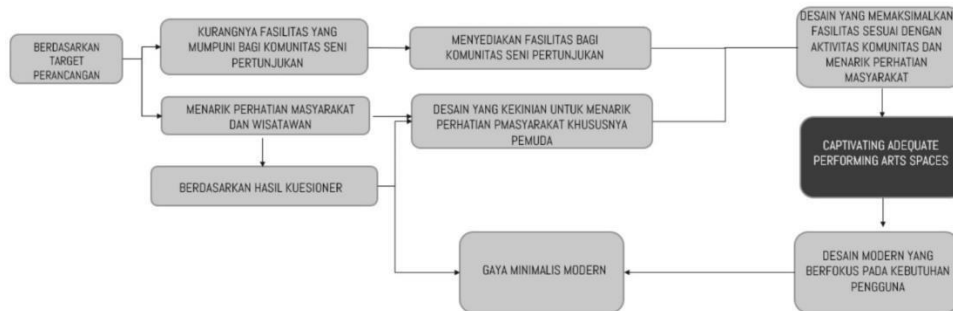 BERDASARKAN
TARGET
PERANCANGAN
KURANGNYA FASILITAS YANG
MUMPUNI BAGI KOMUNITAS SENI
PERTUNJUKAN
MENYEDIAKAN FASILITAS BAGI
KOMUNITAS SENI PERTUNJUKAN
DESAIN YANG MEMAKSIMALKAN
FASILITAS SESUAI DENGAN
AKTIVITAS KOMUNITAS DAN
MENARIK PERHATIAN
MASYARAKAT
MENARIK PERHATIAN MASYARAKAT
DAN WISATAWAN
DESAIN YANG KEKINIAN UNTUK MENARIK
PERHATIAN PMASYARAKAT KHUSUSNYA
PEMUDA
CAPTIVATING ADEQUATE
PERFORMING ARTS SPACES
BERDASARKAN HASIL KUESIONER
GAYA MINIMALIS MODERN
DESAIN MODERN YANG
BERFOKUS PADA KEBUTUHAN
PENGGUNA